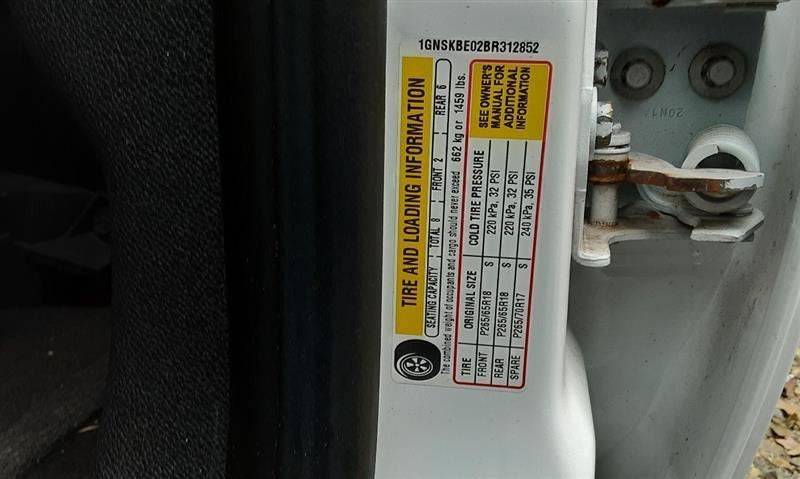 1GNSKBE02BR312852
TIRE AND LOADING INFORMATION
SEATING CAPACITY TOTAL 8 FRONT 2 REAR 6
The combined weight of occupants and cargo should never exceed 662 kg or 1459 lbs.
TIRE ORIGINAL SIZE COLD TIRE PRESSURE
FRONT P265/65R18 S 220 kPa, 32 PSI
REAR P265/65R18 S 220 kPa, 32 PSI
SPARE P265/70R17 S 240 kPa, 35 PSI
SEE OWNER'S
MANUAL FOR
ADDITIONAL
INFORMATION